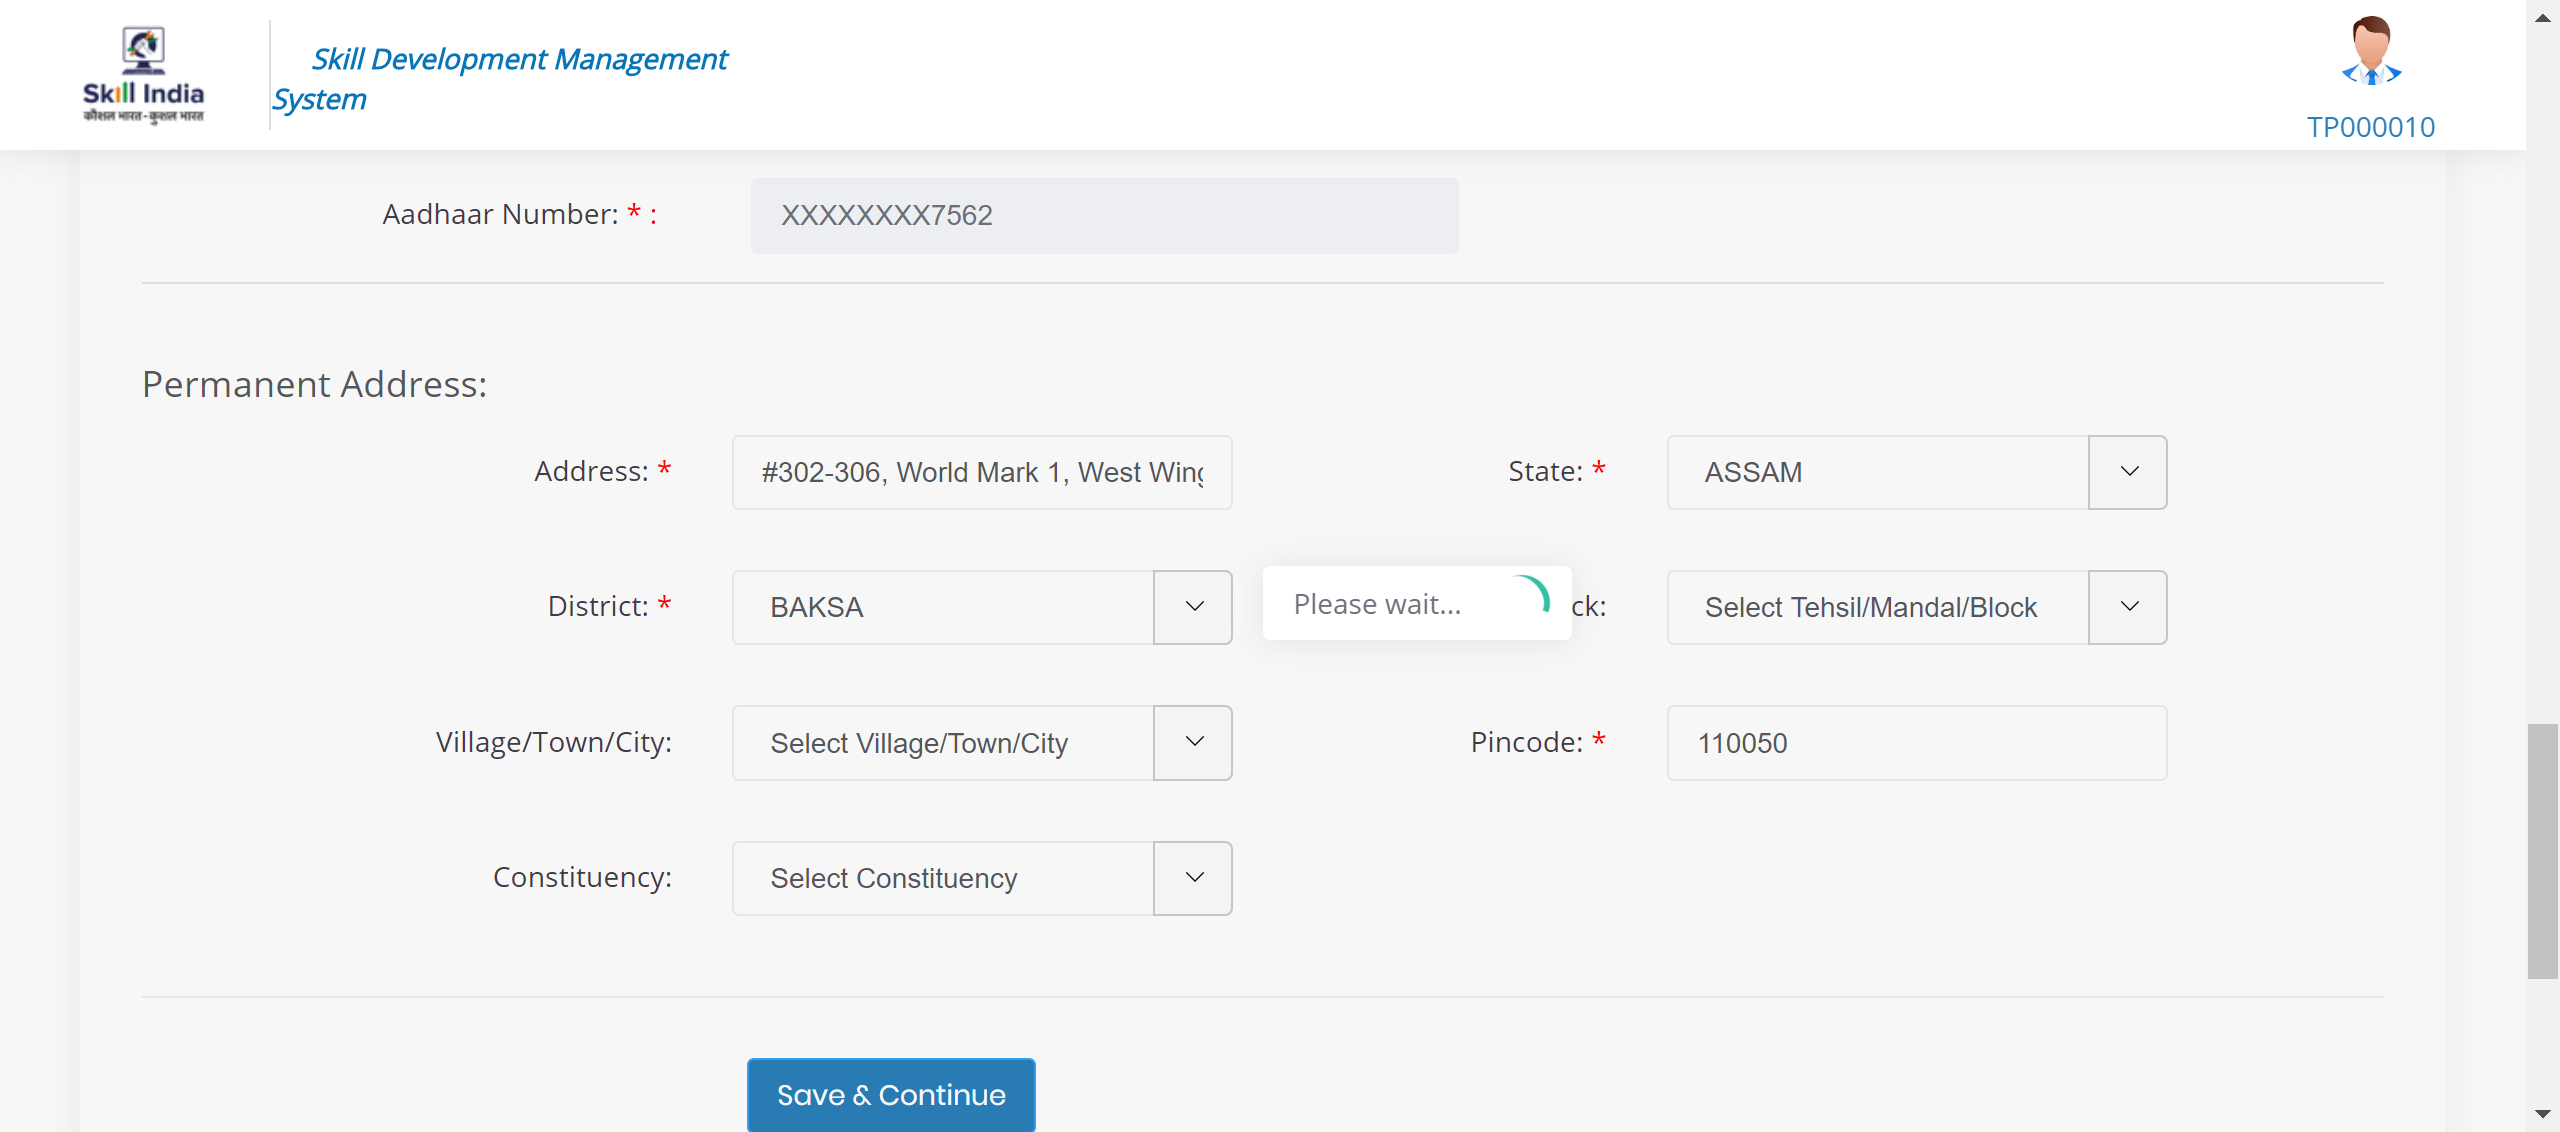 Skill India
कौशल भारत-कुशल भारत
Skill Development Management
System
TP000010
Aadhaar Number: * :
XXXXXXXX7562
Permanent Address:
Address: *
#302-306, World Mark 1, West Wing
State: *
ASSAM
District: *
BAKSA
Please wait...
ck:
Select Tehsil/Mandal/Block
Village/Town/City:
Select Village/Town/City
Pincode: *
110050
Constituency:
Select Constituency
Save & Continue